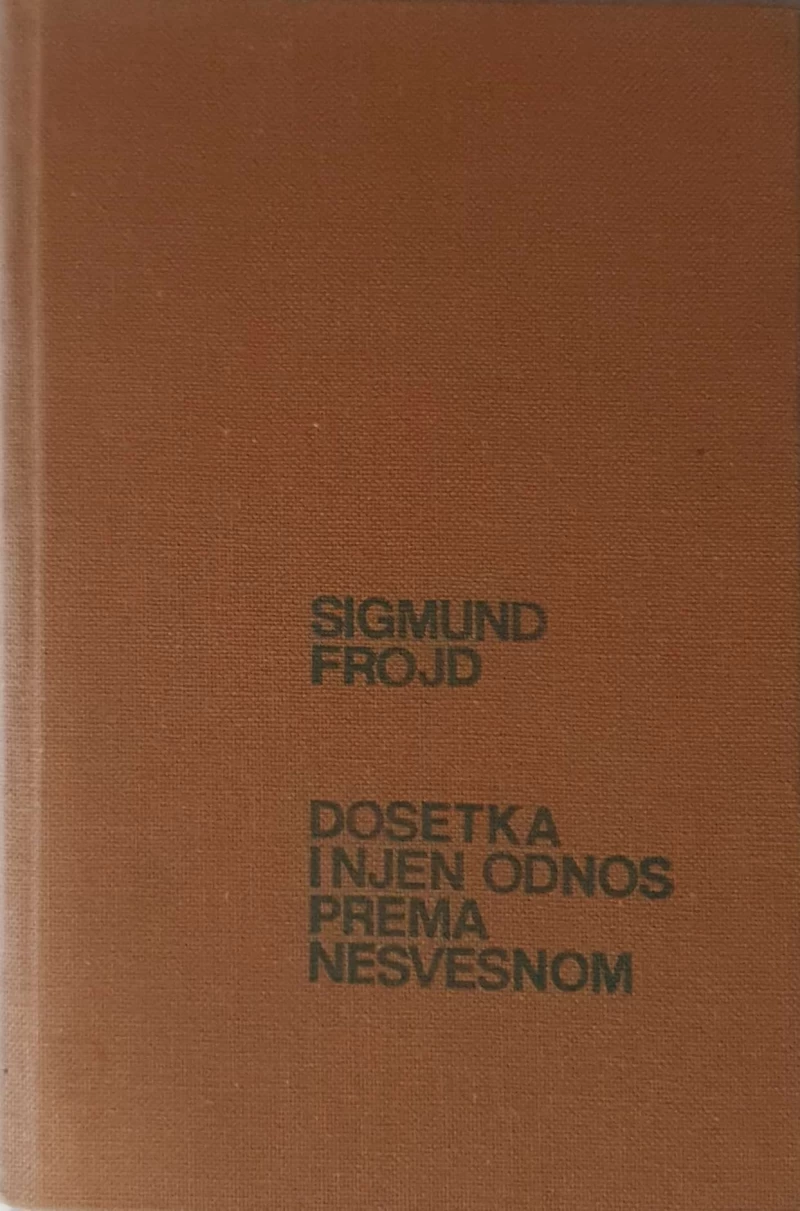 SIGMUND
FROJD
DOSETKA
I NJEN ODNOS
PREMA
NESVESNOM